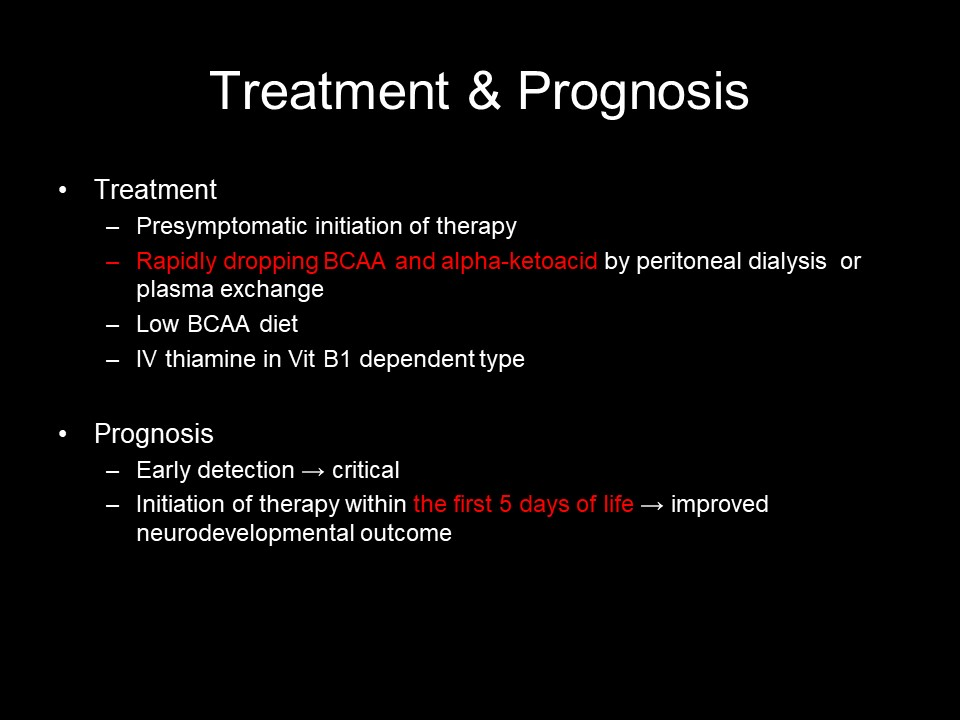 Treatment & Prognosis
• Treatment
– Presymptomatic initiation of therapy
– Rapidly dropping BCAA and alpha-ketoacid by peritoneal dialysis or
plasma exchange
– Low BCAA diet
– IV thiamine in Vit B1 dependent type
• Prognosis
– Early detection → critical
– Initiation of therapy within the first 5 days of life → improved
neurodevelopmental outcome